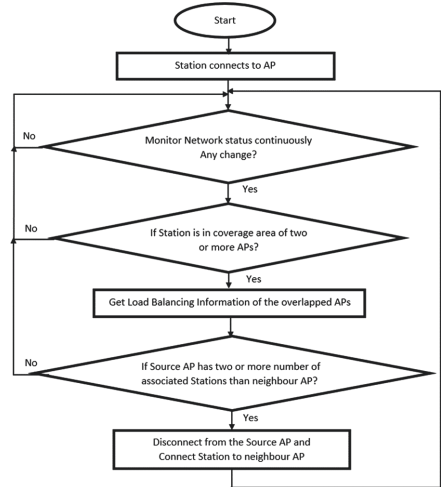 Start
Station connects to AP
No
Monitor Network status continuously
Any change?
Yes
No
If Station is in coverage area of two
or more APs?
Yes
Get Load Balancing Information of the overlapped APs
No
If Source AP has two or more number of
associated Stations than neighbour AP?
Yes
Disconnect from the Source AP and
Connect Station to neighbour AP